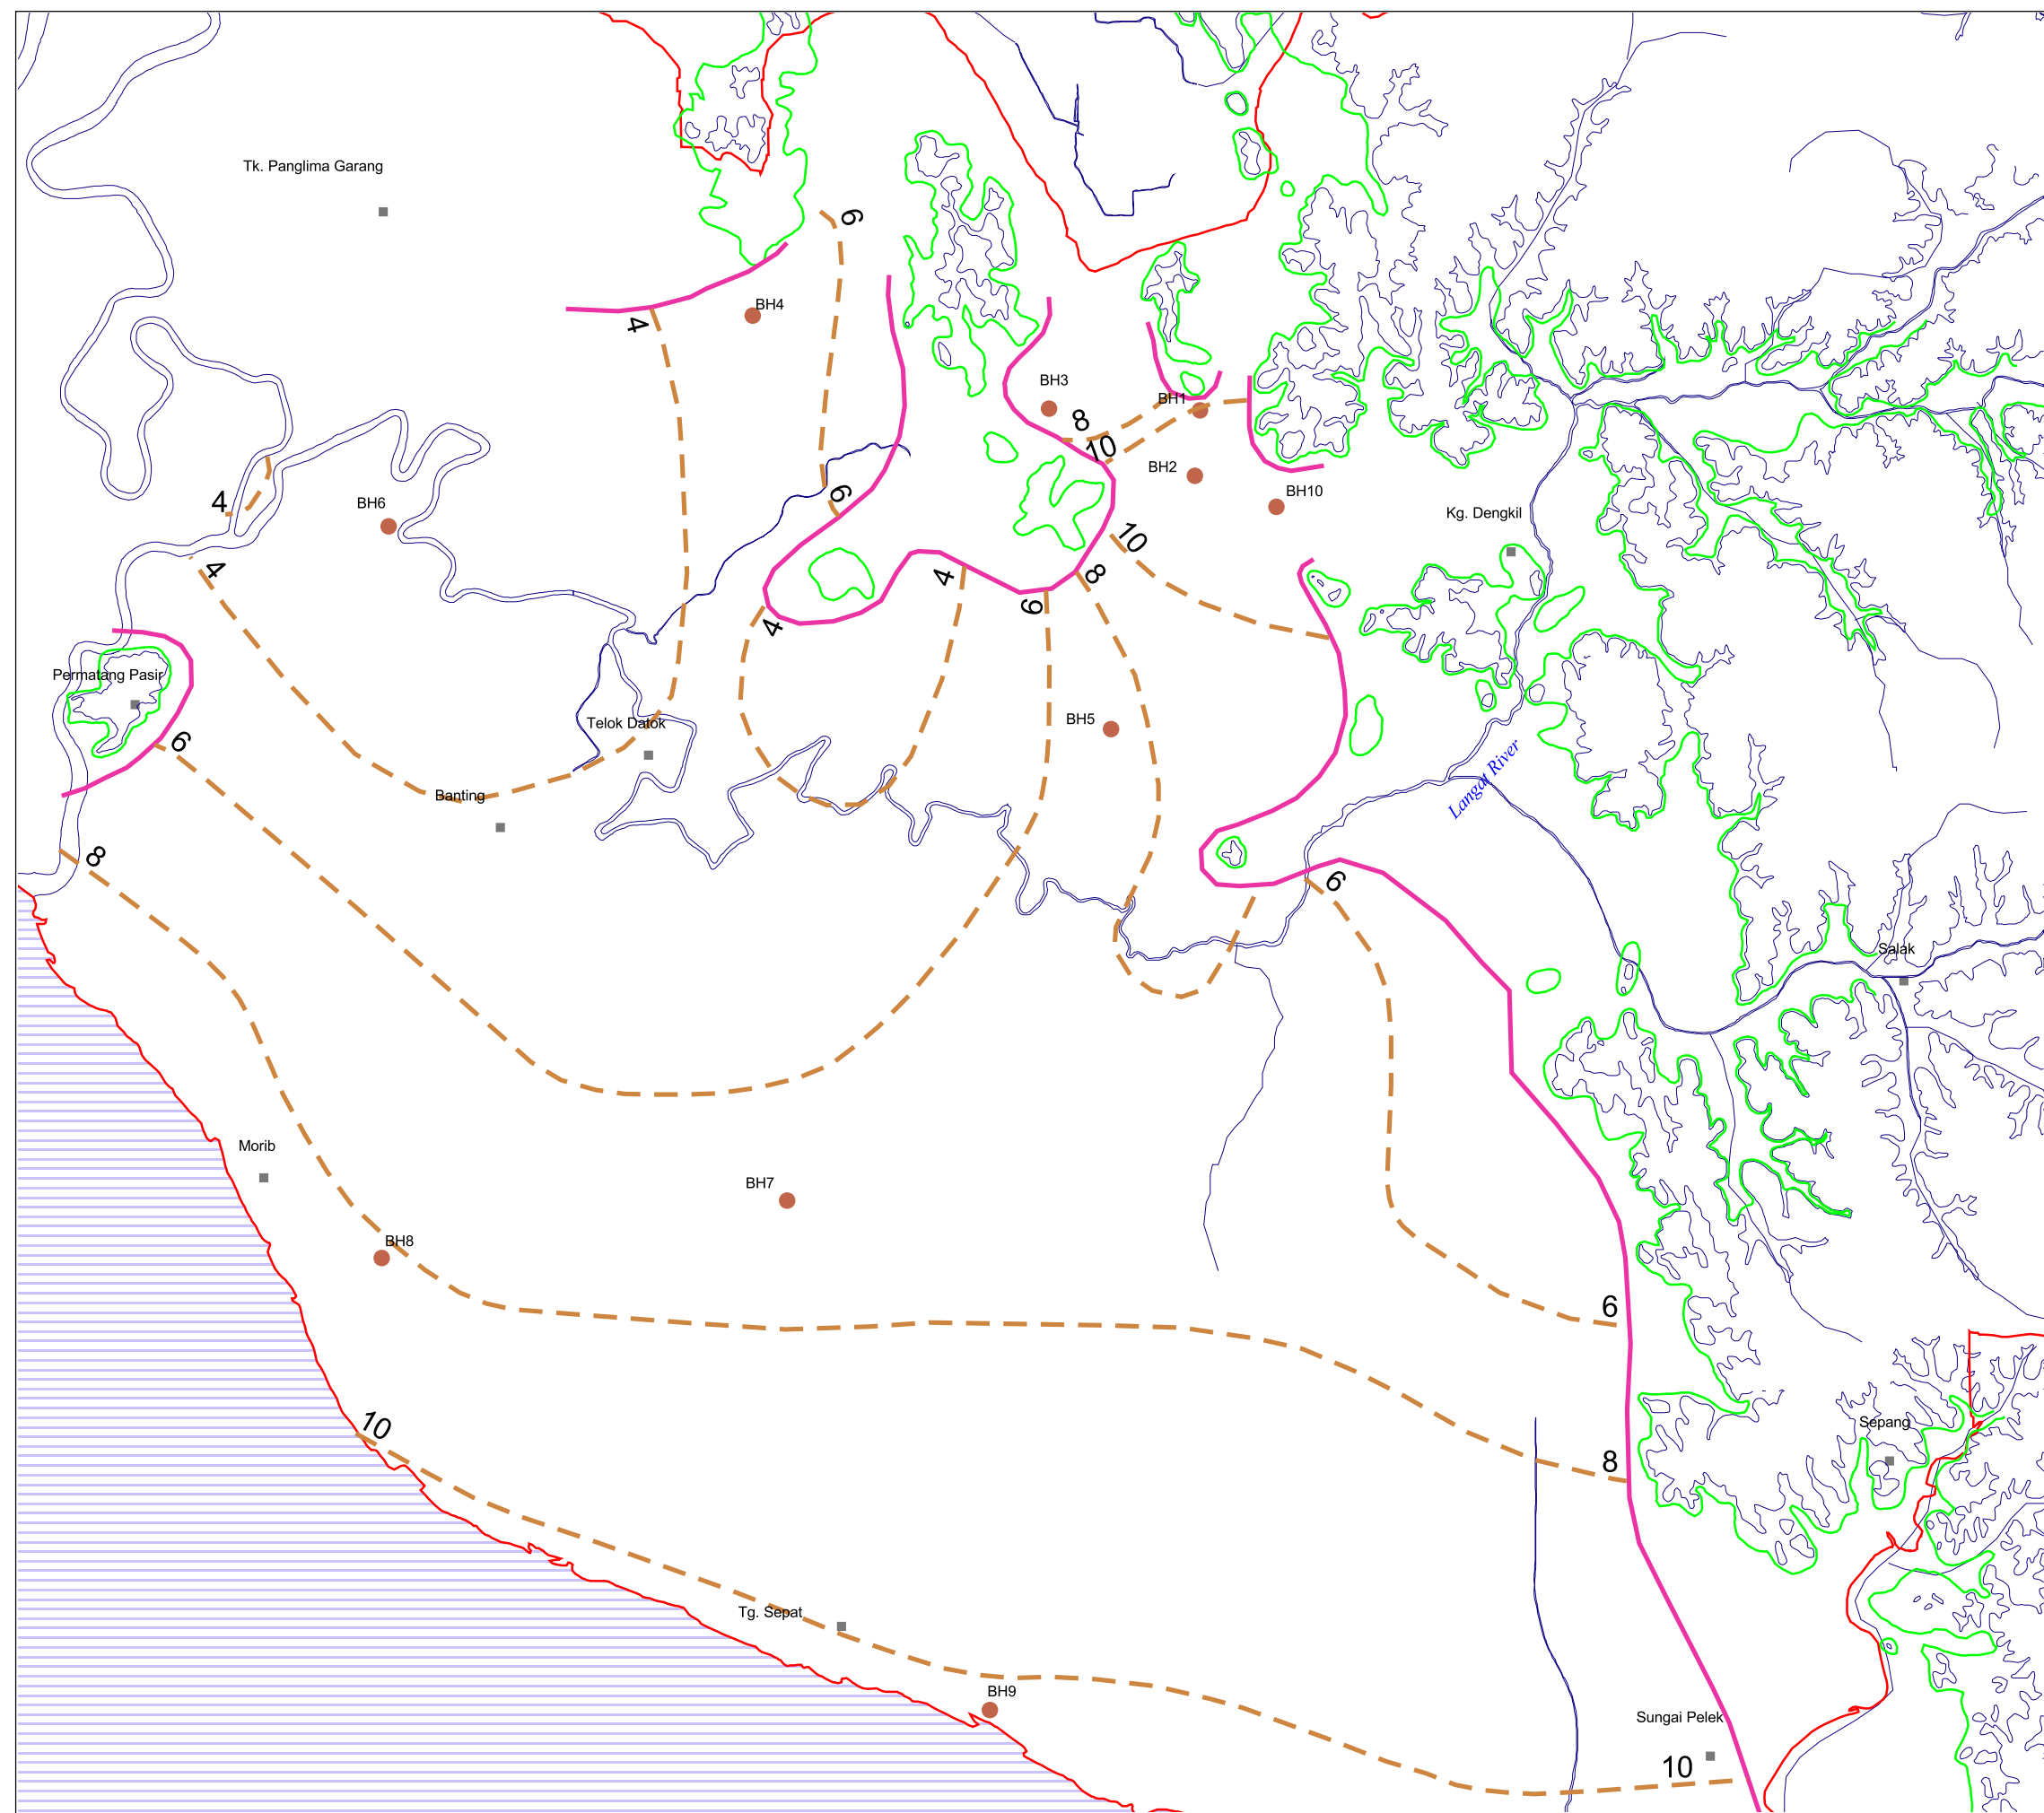 Tk. Panglima Garang
6
BH4
4
BH3
8
BH1
10
BH2
BH10
6
4
BH6
Kg. Dengkil
10
4
4
8
6
4
Permatang Pasir
BH5
Telok Datok
6
Langat River
Banting
8
6
Salak
Morib
BH7
BH8
6
10
Sepang
8
Tg. Sepat
BH9
Sungai Pelek
10